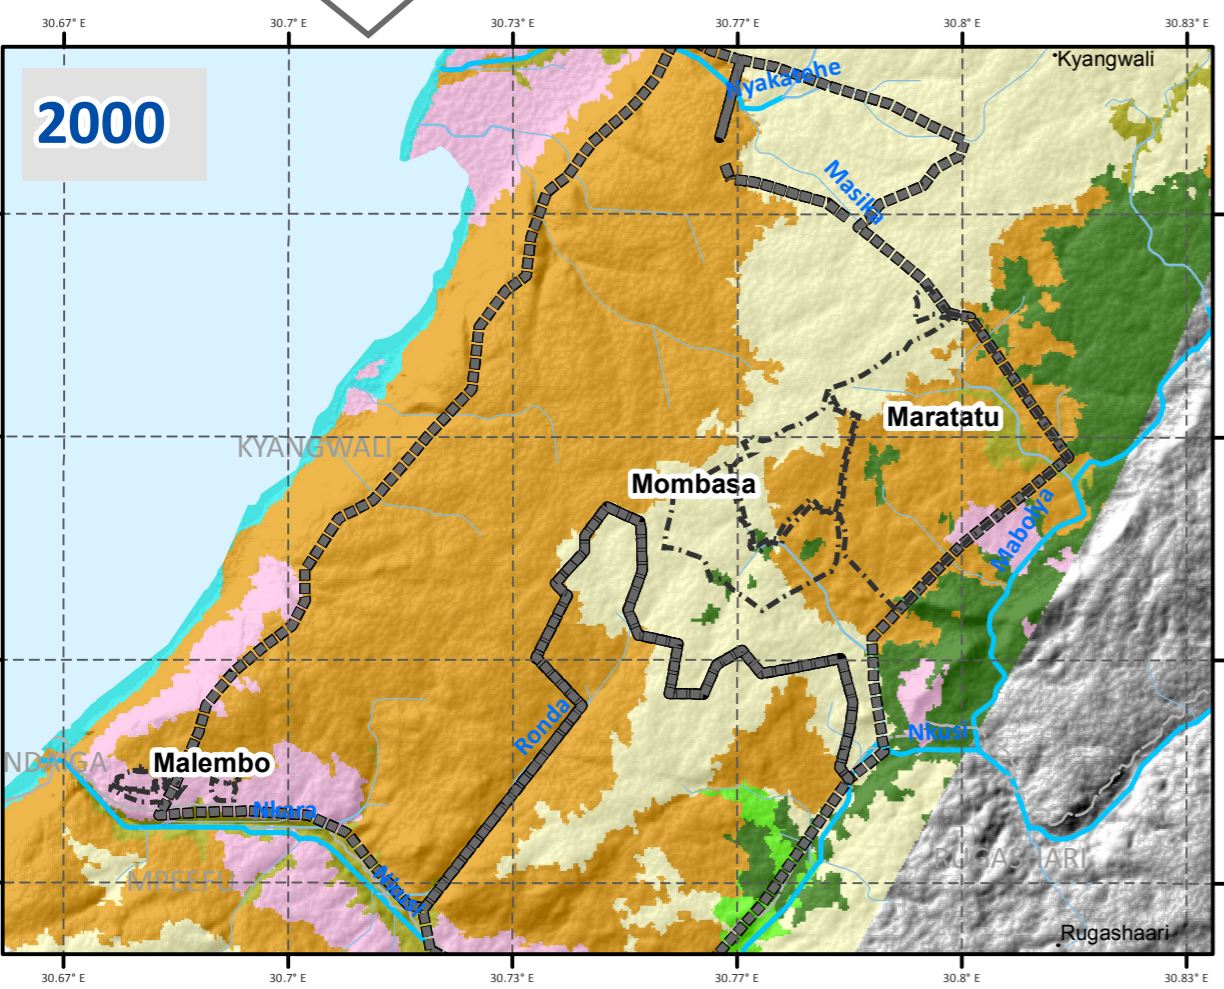 30.67° E
30.7° E
30.73° E
30.77° E
30.8° E
30.83° E
2000
Kyangwali
Nyakatehe
Masika
Maratatu
KYANGWALI
Mombasa
Mabolya
Ronda
Nkusi
Malembo
Nkara
RUGASHARI
MPEEFU
Nkusi
Rugashaari
30.67° E
30.7° E
30.73° E
30.77° E
30.8° E
30.83° E